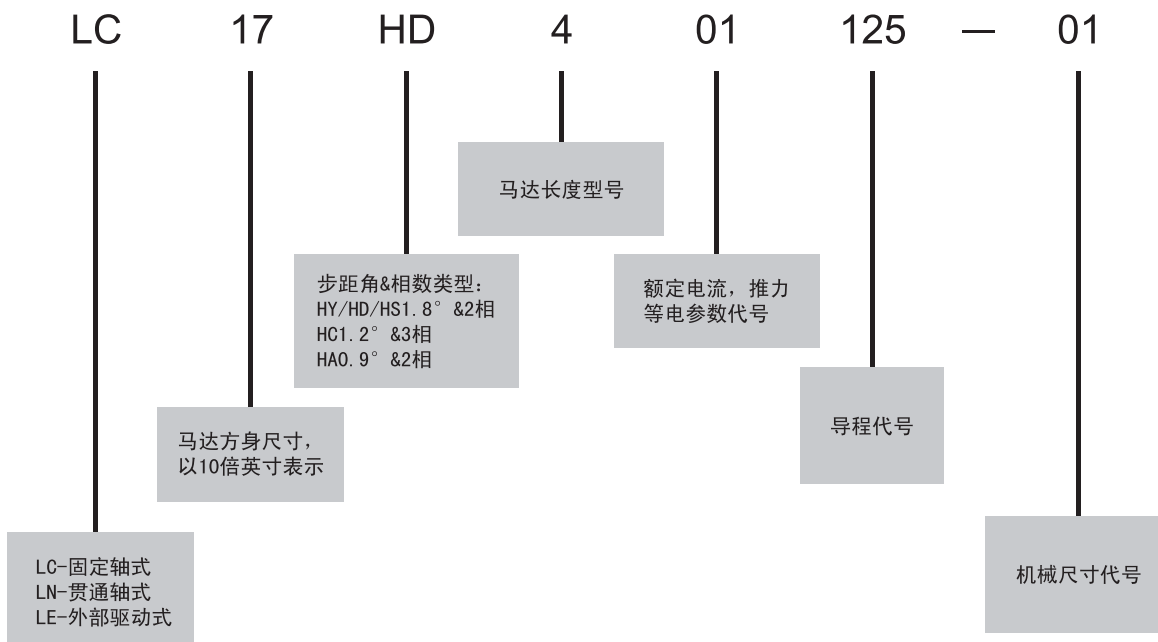 LC 17 HD 4 01 125 — 01
马达长度型号
步距角&相数类型：
HY/HD/HS1.8°&2相
HC1.2°&3相
HA0.9°&2相
额定电流，推力
等电参数代号
导程代号
马达方身尺寸，
以10倍英寸表示
LC-固定轴式
LN-贯通轴式
LE-外部驱动式
机械尺寸代号